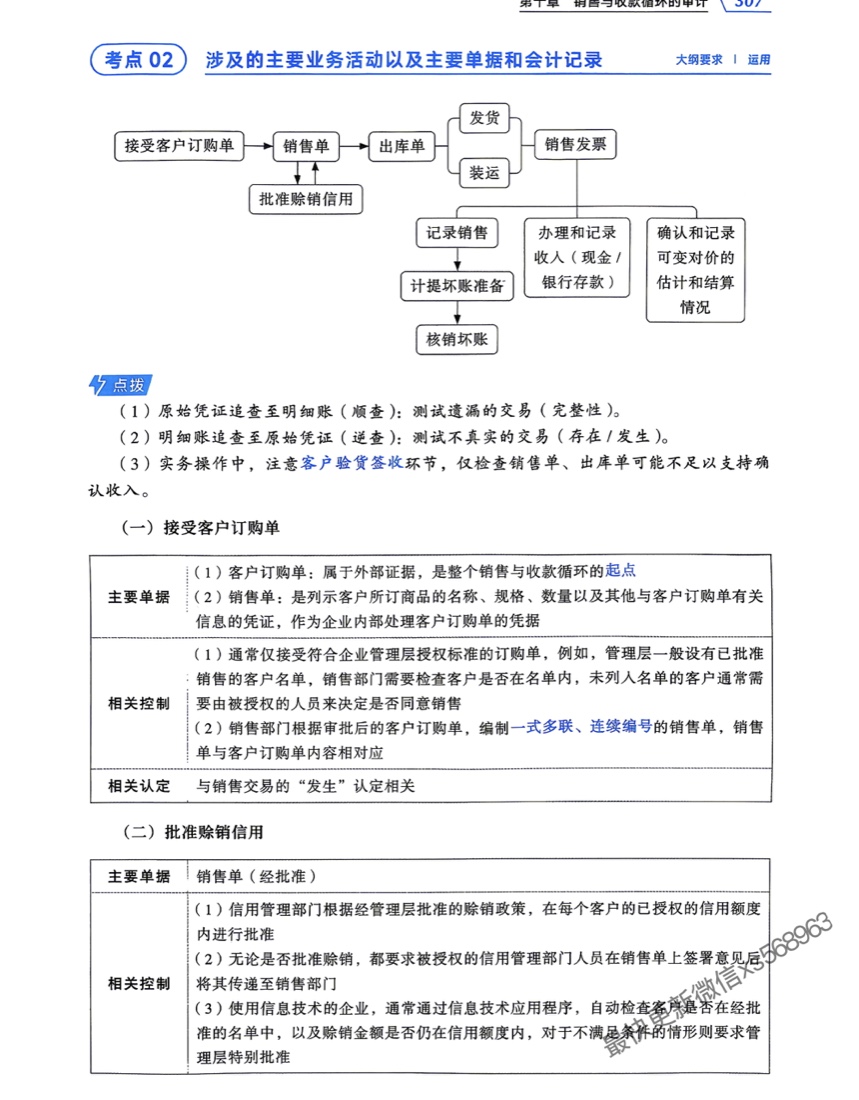 第十章 销售与收款循环的审计 307
考点 02 涉及的主要业务活动以及主要单据和会计记录 大纲要求 | 运用
接受客户订购单
销售单
出库单
发货
装运
销售发票
批准赊销信用
记录销售
计提坏账准备
核销坏账
办理和记录
收入（现金/
银行存款）
确认和记录
可变对价的
估计和结算
情况
点拨
（1）原始凭证追查至明细账（顺查）：测试遗漏的交易（完整性）。
（2）明细账追查至原始凭证（逆查）：测试不真实的交易（存在/发生）。
（3）实务操作中，注意客户验货签收环节，仅检查销售单、出库单可能不足以支持确
认收入。
（一）接受客户订购单
主要单据
（1）客户订购单：属于外部证据，是整个销售与收款循环的起点
（2）销售单：是列示客户所订商品的名称、规格、数量以及其他与客户订购单有关
信息的凭证，作为企业内部处理客户订购单的凭据
相关控制
（1）通常仅接受符合企业管理层授权标准的订购单，例如，管理层一般设有已批准
销售的客户名单，销售部门需要检查客户是否在名单内，未列入名单的客户通常需
要由被授权的人员来决定是否同意销售
（2）销售部门根据审批后的客户订购单，编制一式多联、连续编号的销售单，销售
单与客户订购单内容相对应
相关认定 与销售交易的“发生”认定相关
（二）批准赊销信用
主要单据 销售单（经批准）
相关控制
（1）信用管理部门根据经管理层批准的赊销政策，在每个客户的已授权的信用额度
内进行批准
（2）无论是否批准赊销，都要求被授权的信用管理部门人员在销售单上签署意见后
将其传递至销售部门
（3）使用信息技术的企业，通常通过信息技术应用程序，自动检查客户是否在经批
准的名单中，以及赊销金额是否仍在信用额度内，对于不满足条件的情形则要求管
理层特别批准
最快更新微信x3568963